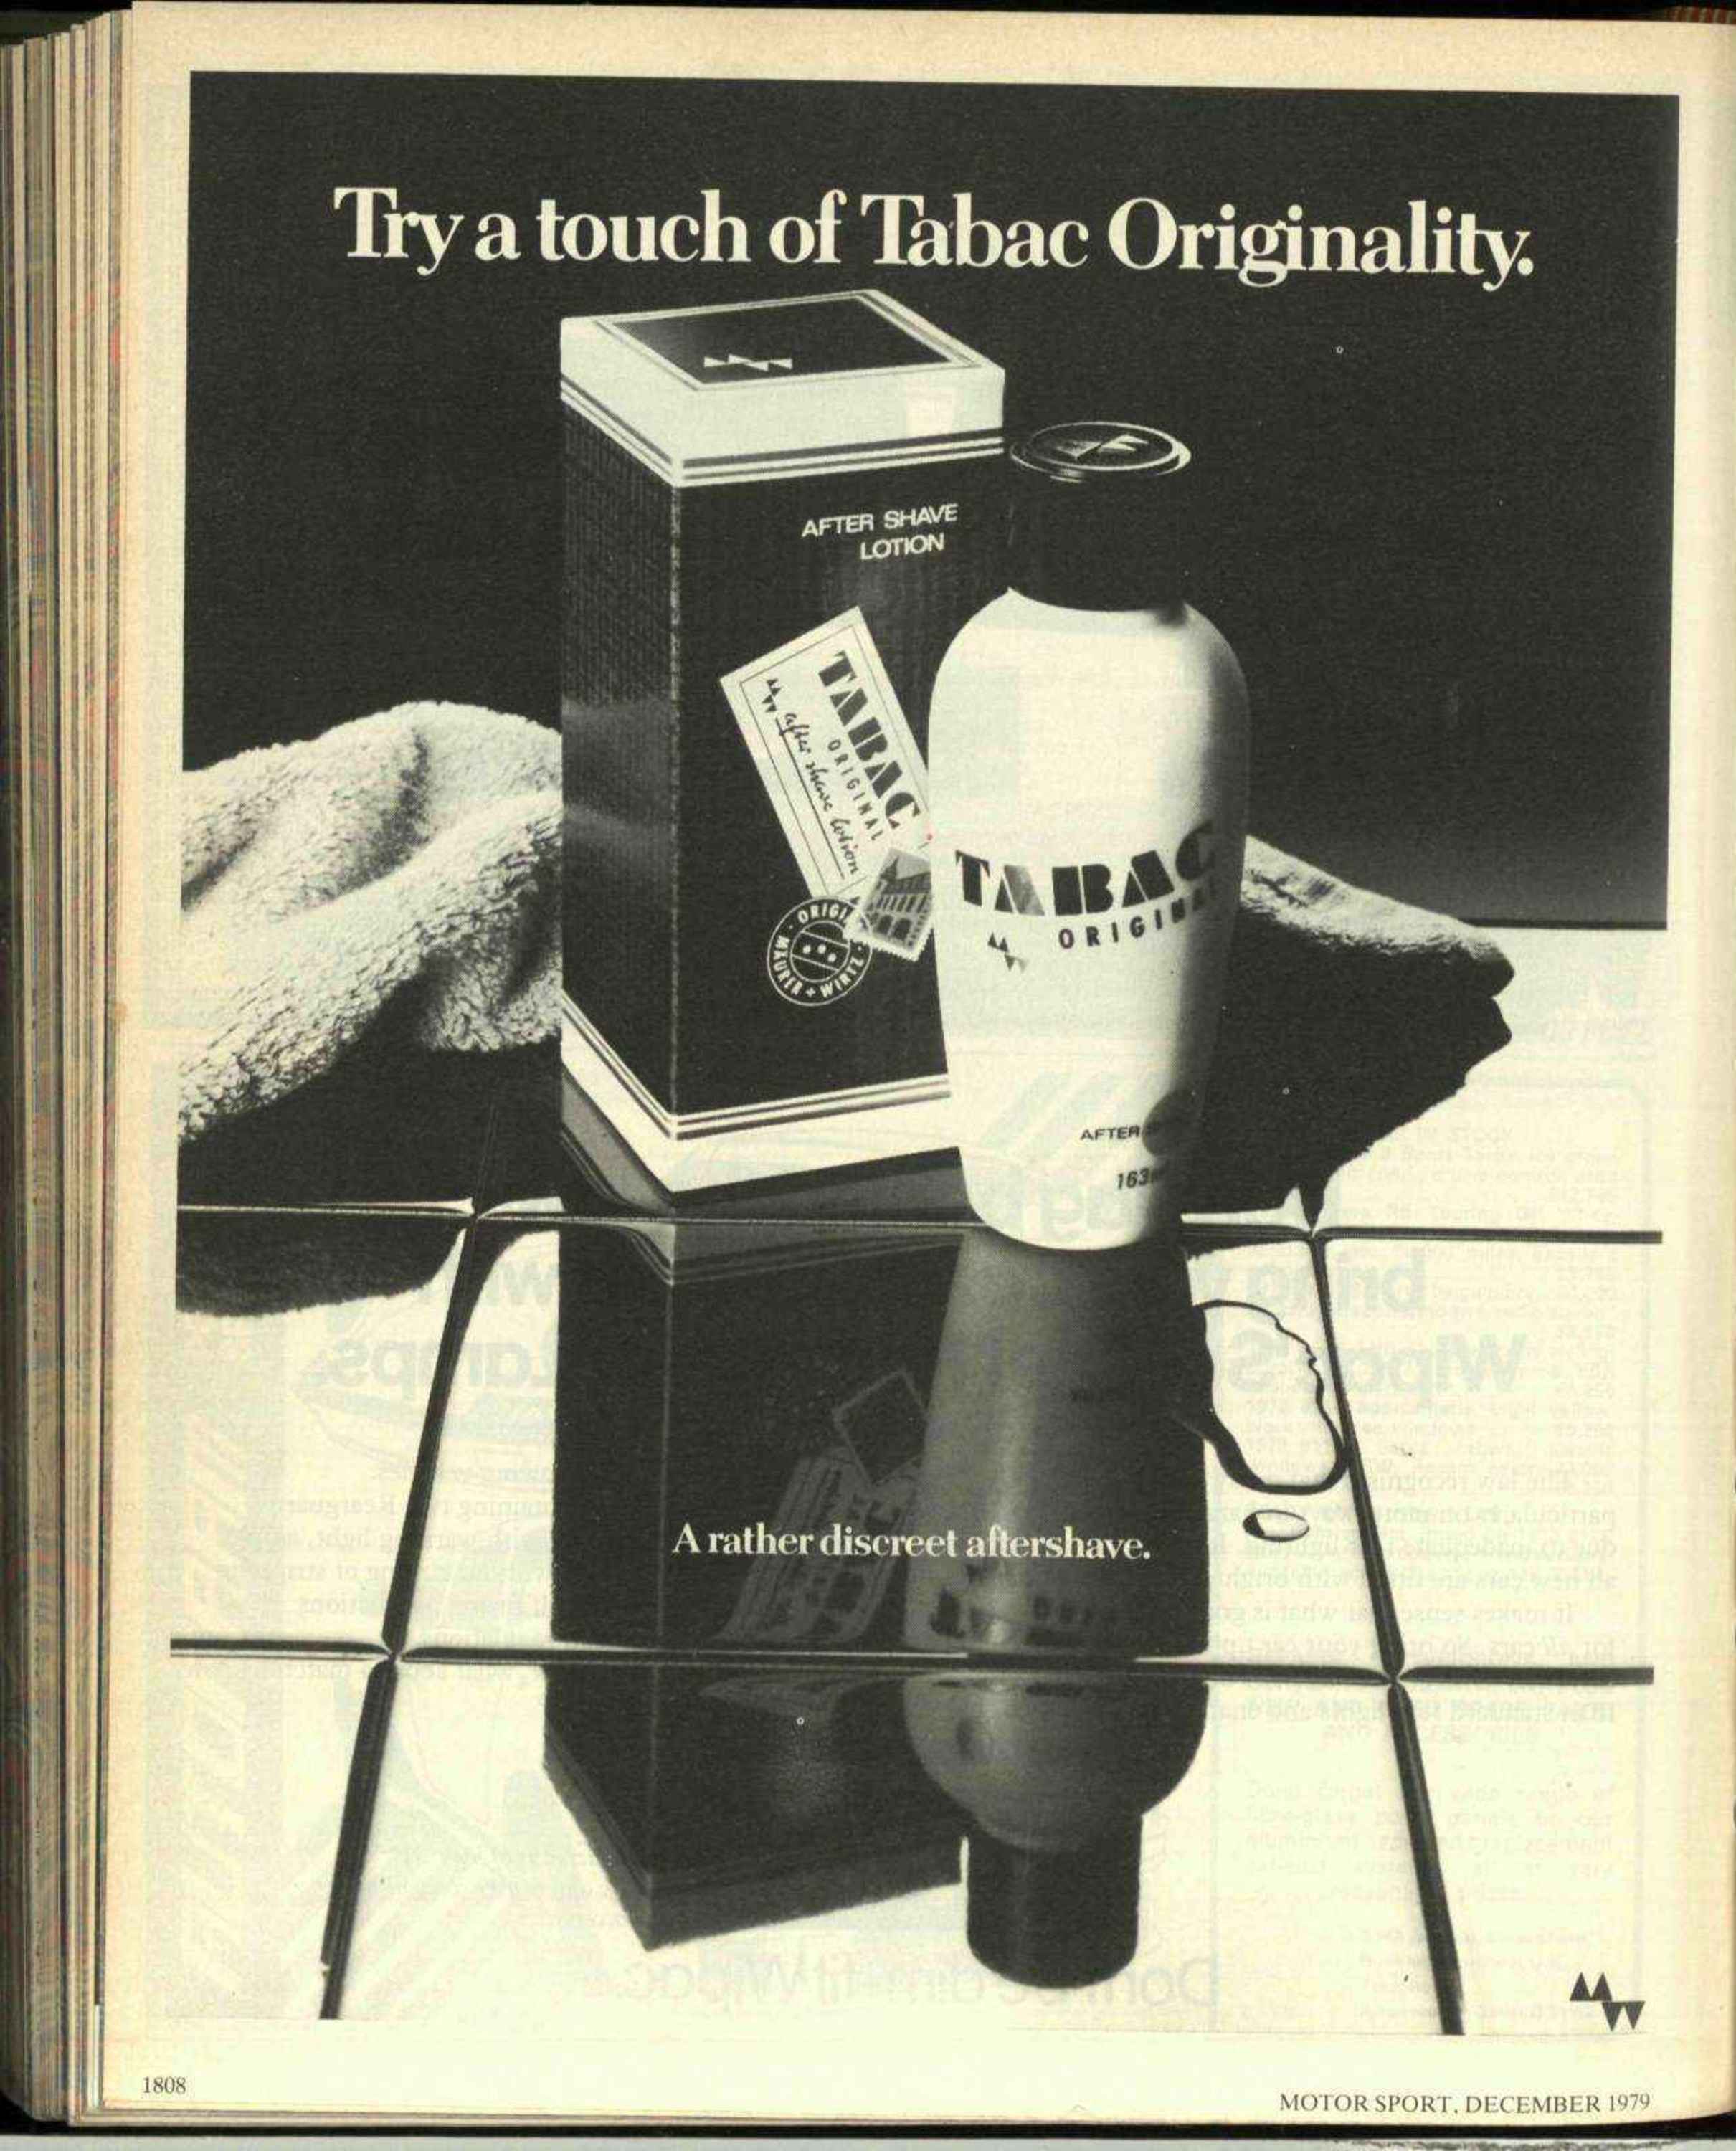 Try a touch of Tabac Originality.
AFTER SHAVE
LOTION
TABAC
ORIGINAL
after shave lotion
MAURER + WIRTZ
TABAC
ORIGINAL
AFTER
163
A rather discreet aftershave.
1808
MOTOR SPORT, DECEMBER 1979